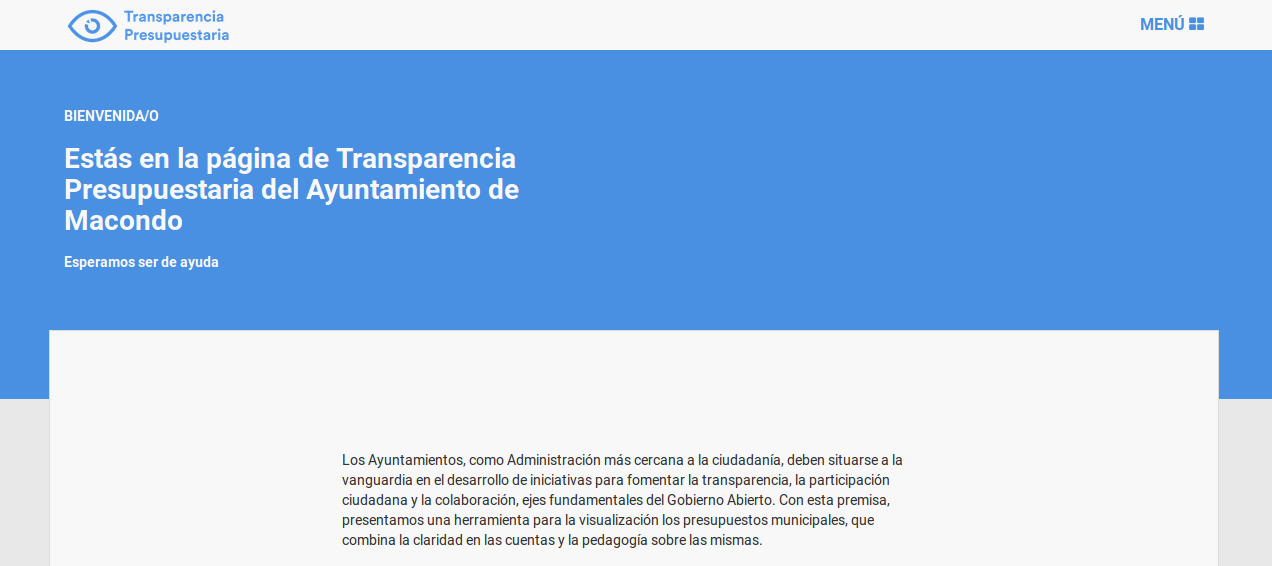 Transparencia
Presupuestaria
MENÚ
BIENVENIDA/O
Estás en la página de Transparencia
Presupuestaria del Ayuntamiento de
Macondo
Esperamos ser de ayuda
Los Ayuntamientos, como Administración más cercana a la ciudadanía, deben situarse a la
vanguardia en el desarrollo de iniciativas para fomentar la transparencia, la participación
ciudadana y la colaboración, ejes fundamentales del Gobierno Abierto. Con esta premisa,
presentamos una herramienta para la visualización los presupuestos municipales, que
combina la claridad en las cuentas y la pedagogía sobre las mismas.